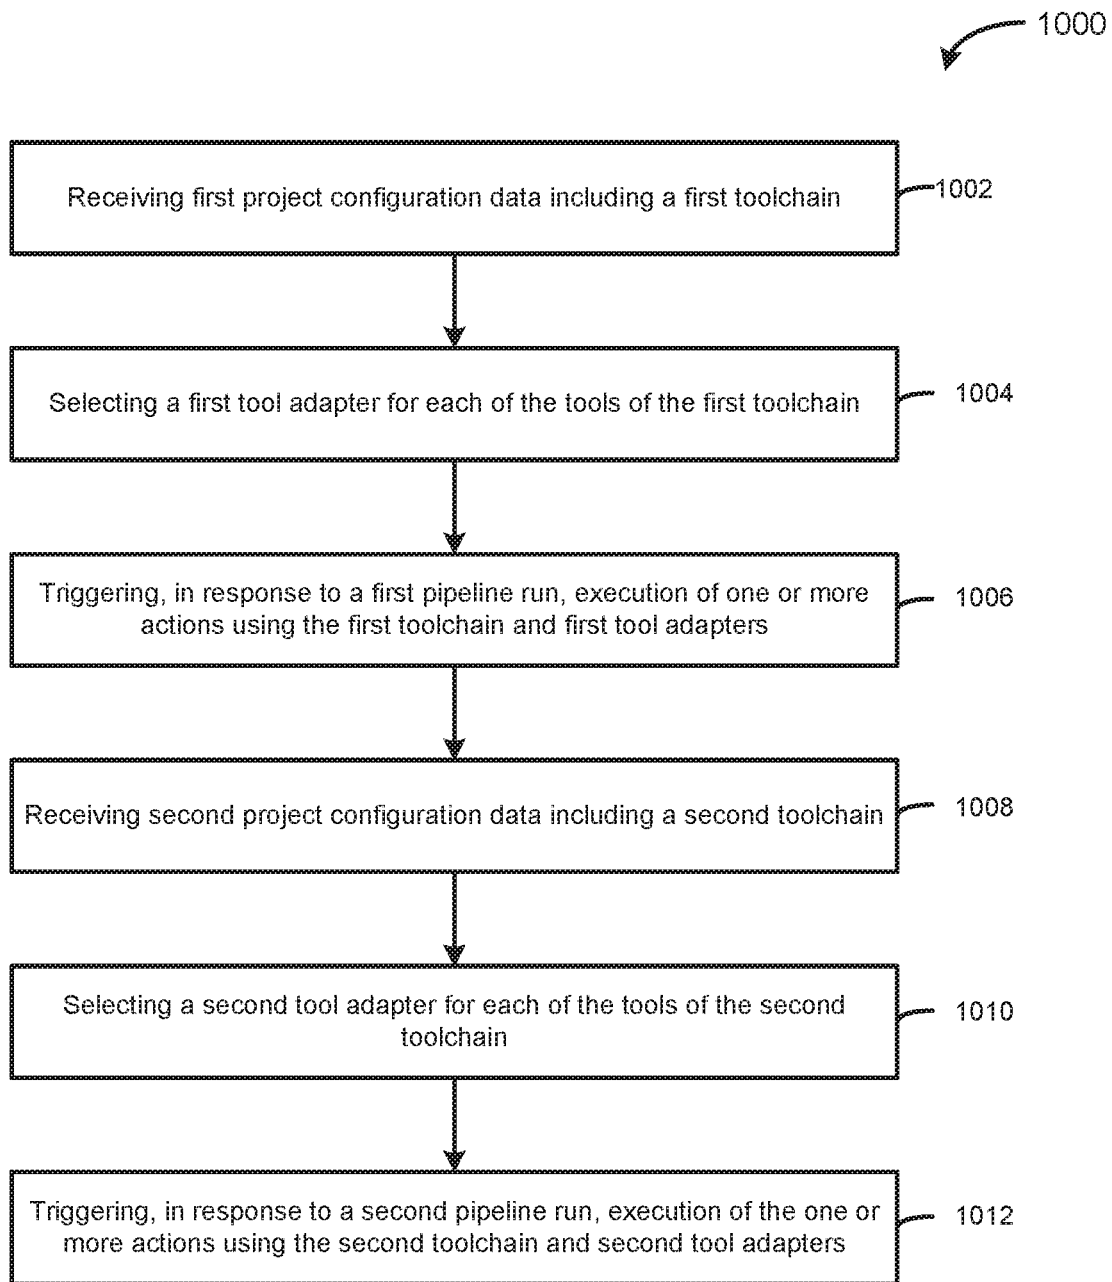 1000
Receiving first project configuration data including a first toolchain
1002
Selecting a first tool adapter for each of the tools of the first toolchain
1004
Triggering, in response to a first pipeline run, execution of one or more
actions using the first toolchain and first tool adapters
1006
Receiving second project configuration data including a second toolchain
1008
Selecting a second tool adapter for each of the tools of the second
toolchain
1010
Triggering, in response to a second pipeline run, execution of the one or
more actions using the second toolchain and second tool adapters
1012